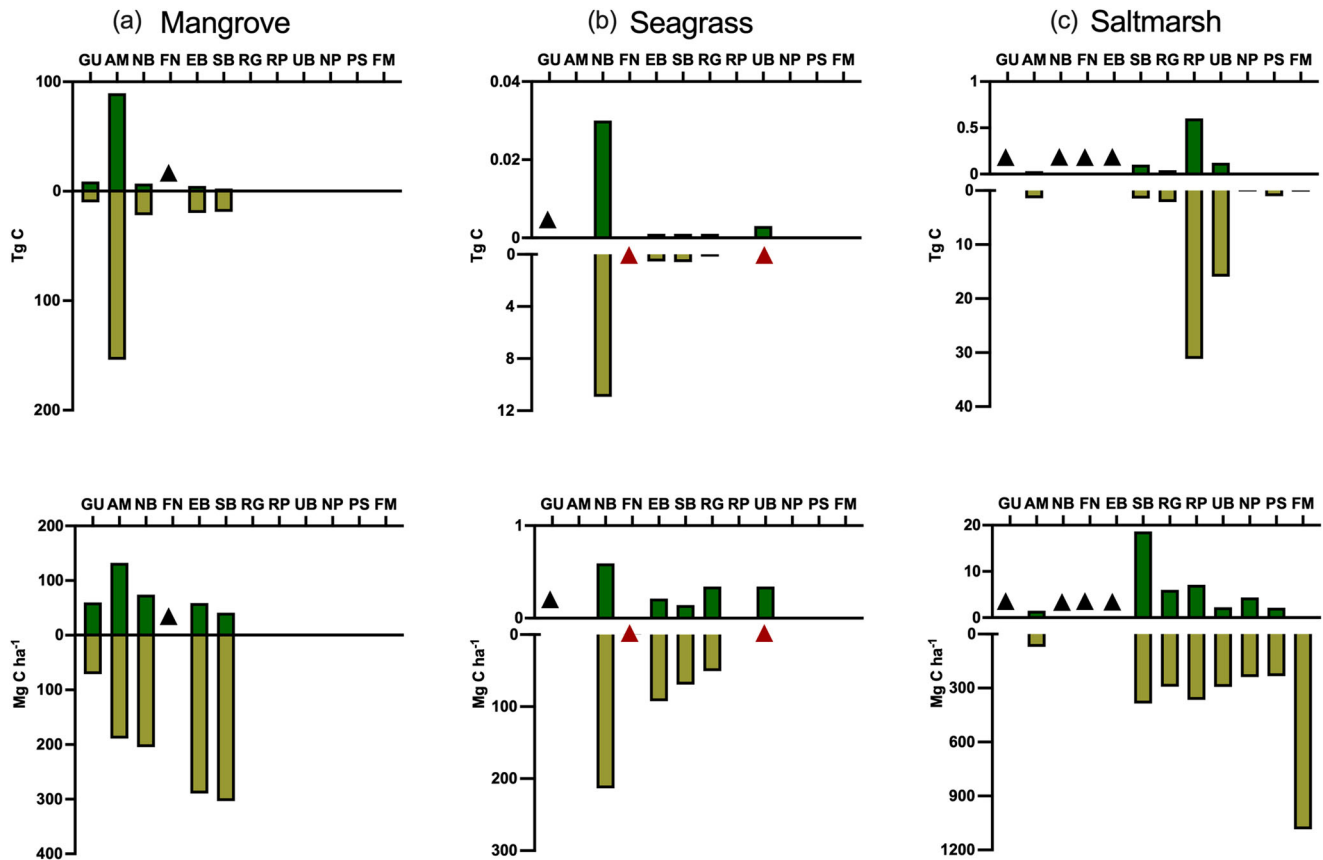 (a) Mangrove
(b) Seagrass
(c) Saltmarsh
GU AM NB FN EB SB RG RP UB NP PS FM
100
0
100
200
Tg C
GU AM NB FN EB SB RG RP UB NP PS FM
0.04
0.02
0
0
4
8
12
Tg C
GU AM NB FN EB SB RG RP UB NP PS FM
1
0.5
0
0
10
20
30
40
Tg C
GU AM NB FN EB SB RG RP UB NP PS FM
200
100
0
100
200
300
400
Mg C ha⁻¹
GU AM NB FN EB SB RG RP UB NP PS FM
1
0
0
100
200
300
Mg C ha⁻¹
GU AM NB FN EB SB RG RP UB NP PS FM
20
10
0
0
300
600
900
1200
Mg C ha⁻¹